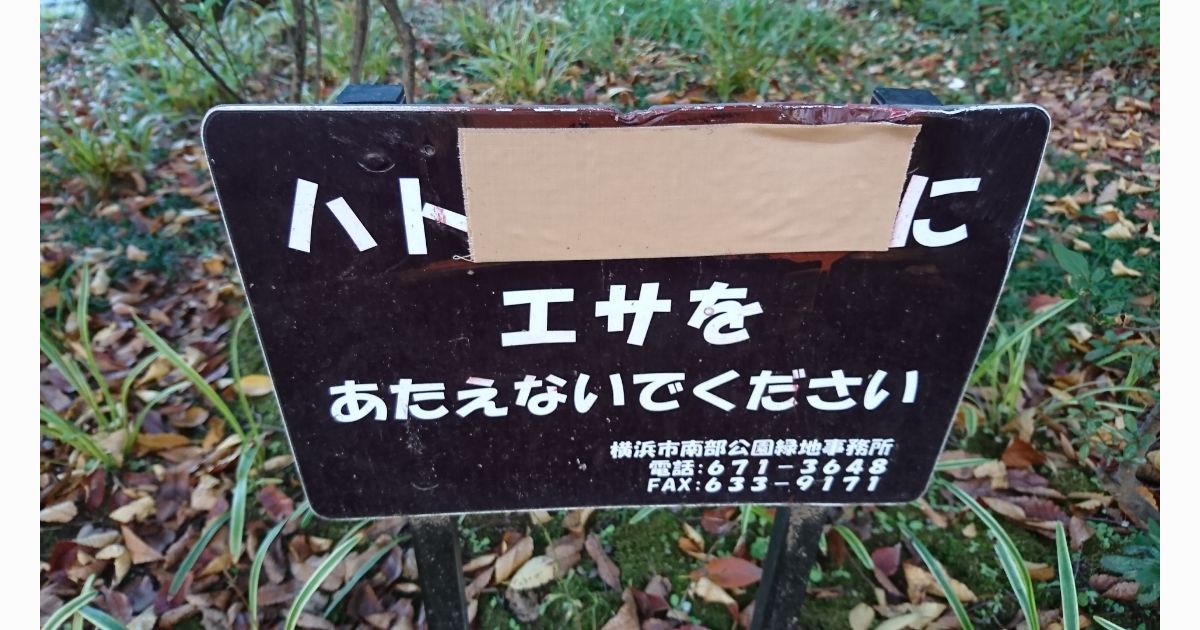 ハト に
エサを
あたえないでください
横浜市南部公園緑地事務所
電話:671-3648
FAX:633-9171